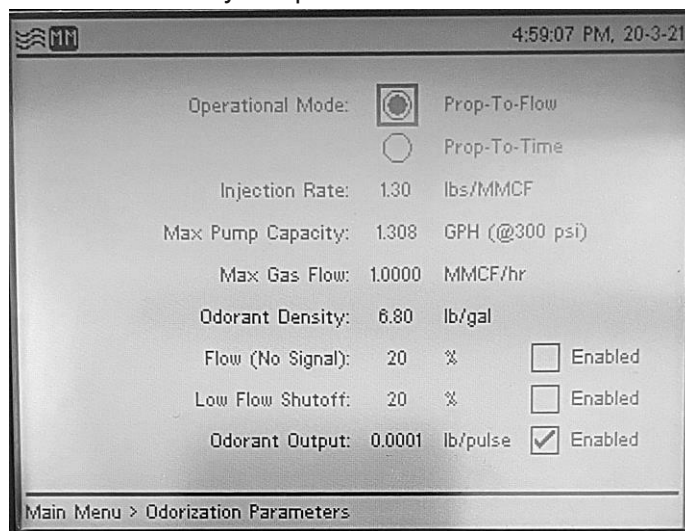 MM 4:59:07 PM, 20-3-21
Operational Mode: Prop-To-Flow
Prop-To-Time
Injection Rate: 1.30 lbs/MMCF
Max Pump Capacity: 1.308 GPH (@300 psi)
Max Gas Flow: 1.0000 MMCF/hr
Odorant Density: 6.80 lb/gal
Flow (No Signal): 20 % Enabled
Low Flow Shutoff: 20 % Enabled
Odorant Output: 0.0001 lb/pulse Enabled
Main Menu > Odorization Parameters